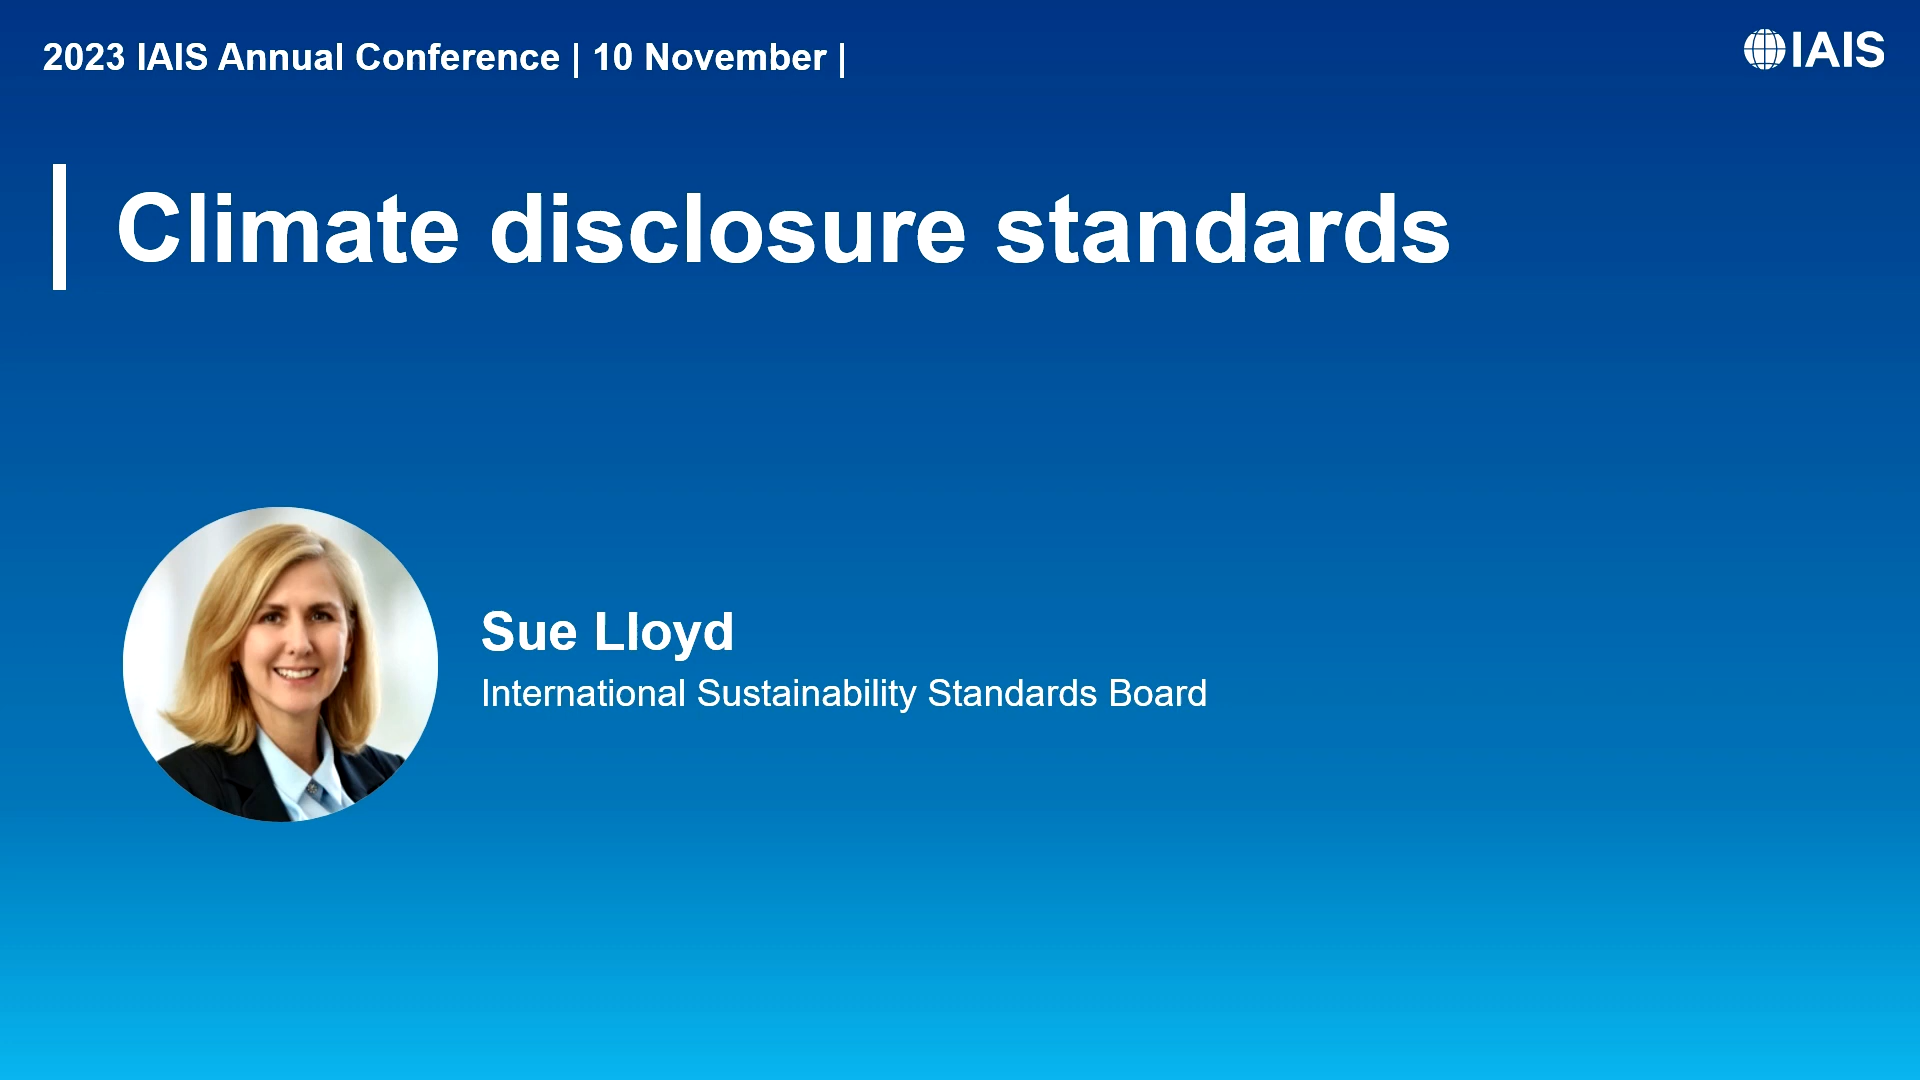 2023 IAIS Annual Conference | 10 November |
IAIS
Climate disclosure standards
Sue Lloyd
International Sustainability Standards Board